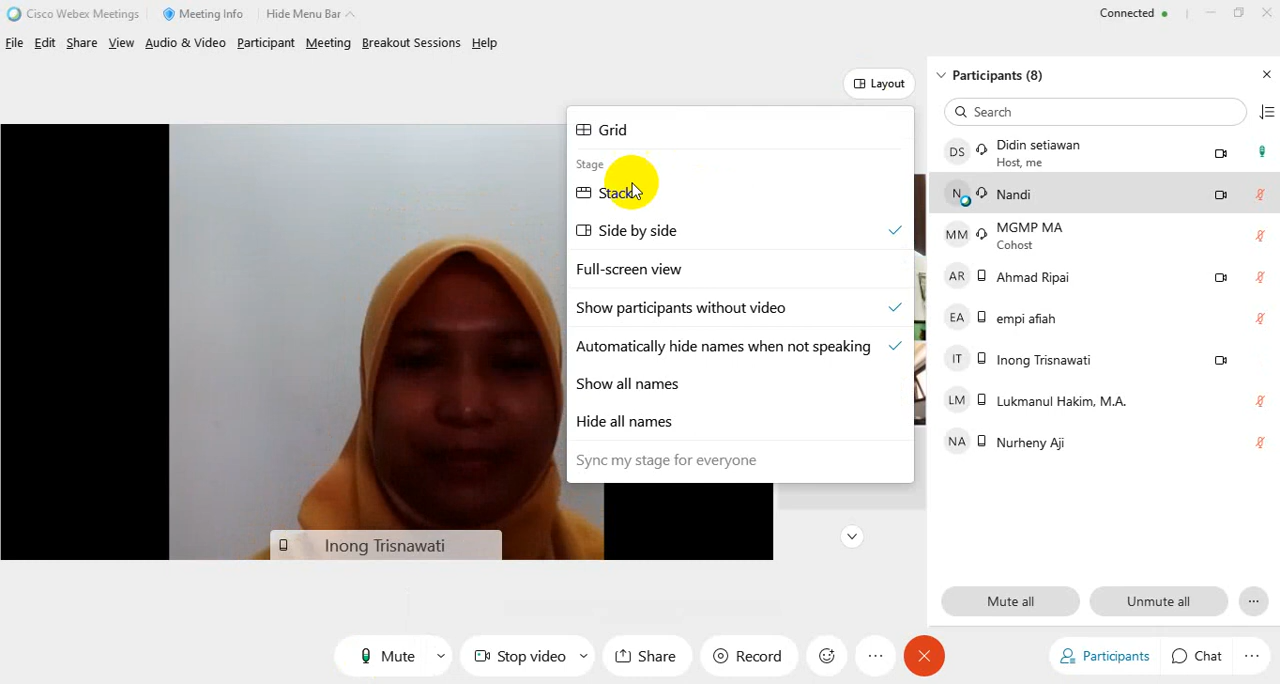 Cisco Webex Meetings Meeting Info Hide Menu Bar Connected
File Edit Share View Audio & Video Participant Meeting Breakout Sessions Help
Layout
Grid
Stage
Stack
Side by side
Full-screen view
Show participants without video
Automatically hide names when not speaking
Show all names
Hide all names
Sync my stage for everyone
Inong Trisnawati
Participants (8)
Search
DS Didin setiawan
Host, me
N Nandi
MM MGMP MA
Cohost
AR Ahmad Ripai
EA empi afiah
IT Inong Trisnawati
LM Lukmanul Hakim, M.A.
NA Nurheny Aji
Mute all Unmute all
Mute Stop video Share Record Participants Chat